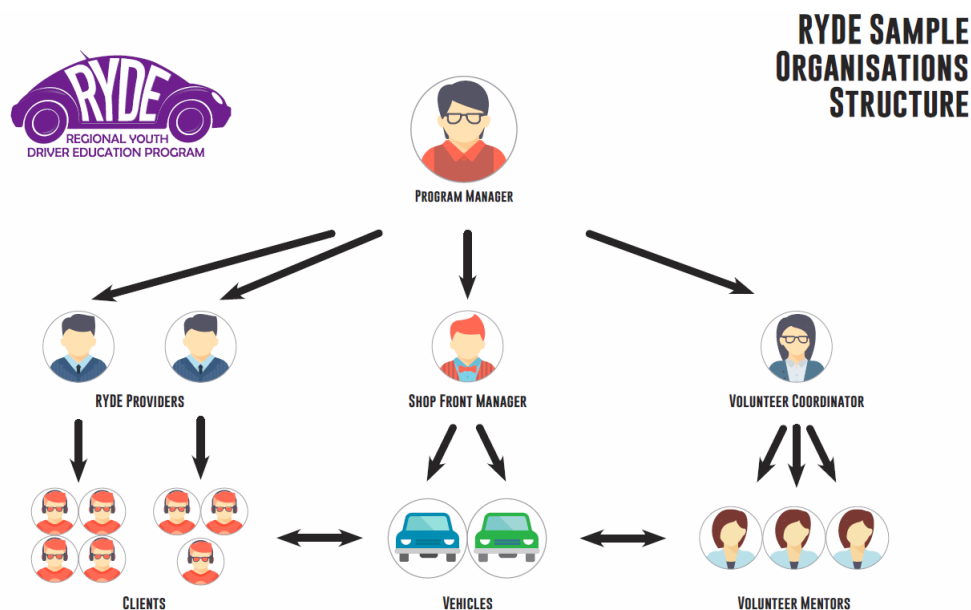 RYDE SAMPLE
ORGANISATIONS
STRUCTURE
RYDE
REGIONAL YOUTH
DRIVER EDUCATION PROGRAM
PROGRAM MANAGER
RYDE PROVIDERS
SHOP FRONT MANAGER
VOLUNTEER COORDINATOR
CLIENTS
VEHICLES
VOLUNTEER MENTORS